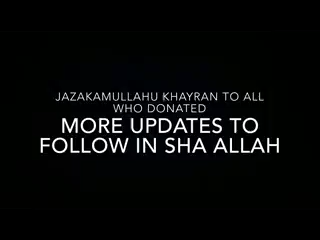 JAZAKAMULLAHU KHAYRAN TO ALL
WHO DONATED
MORE UPDATES TO
FOLLOW IN SHA ALLAH